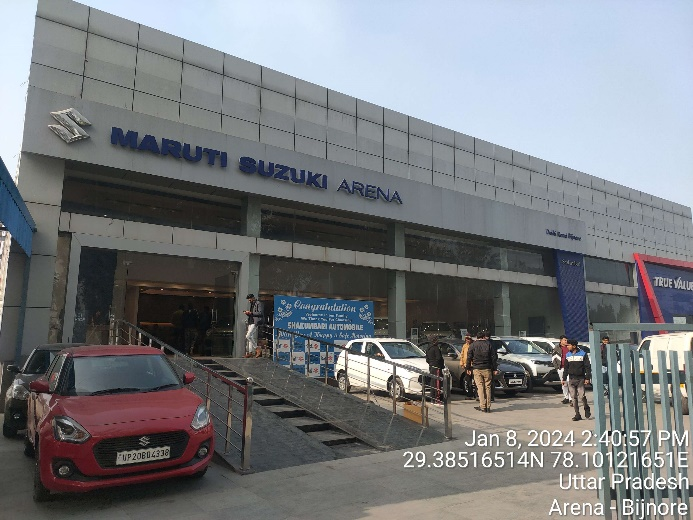 MARUTI SUZUKI ARENA
TRUE VALUE
Congratulation
SHAKUMBARI AUTOMOBILE
UP20BU4338
Jan 8, 2024 2:40:57 PM
29.38516514N 78.10121651E
Uttar Pradesh
Arena - Bijnore